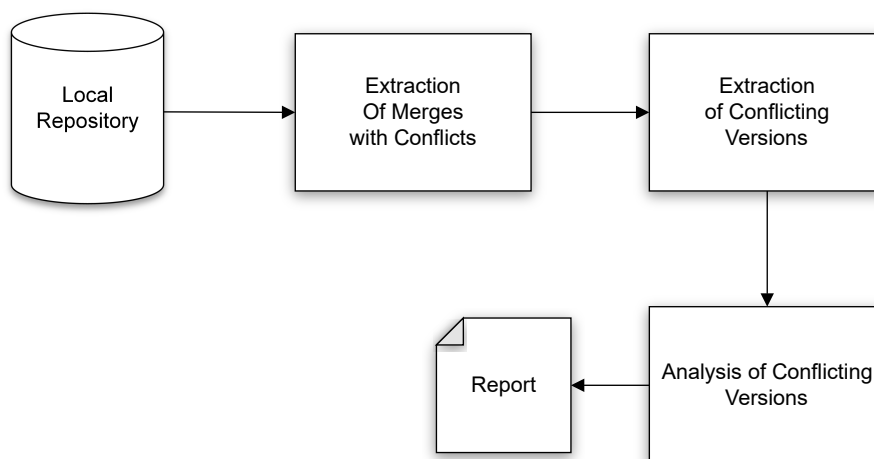 Local
Repository
Extraction
Of Merges
with Conflicts
Extraction
of Conflicting
Versions
Report
Analysis of Conflicting
Versions